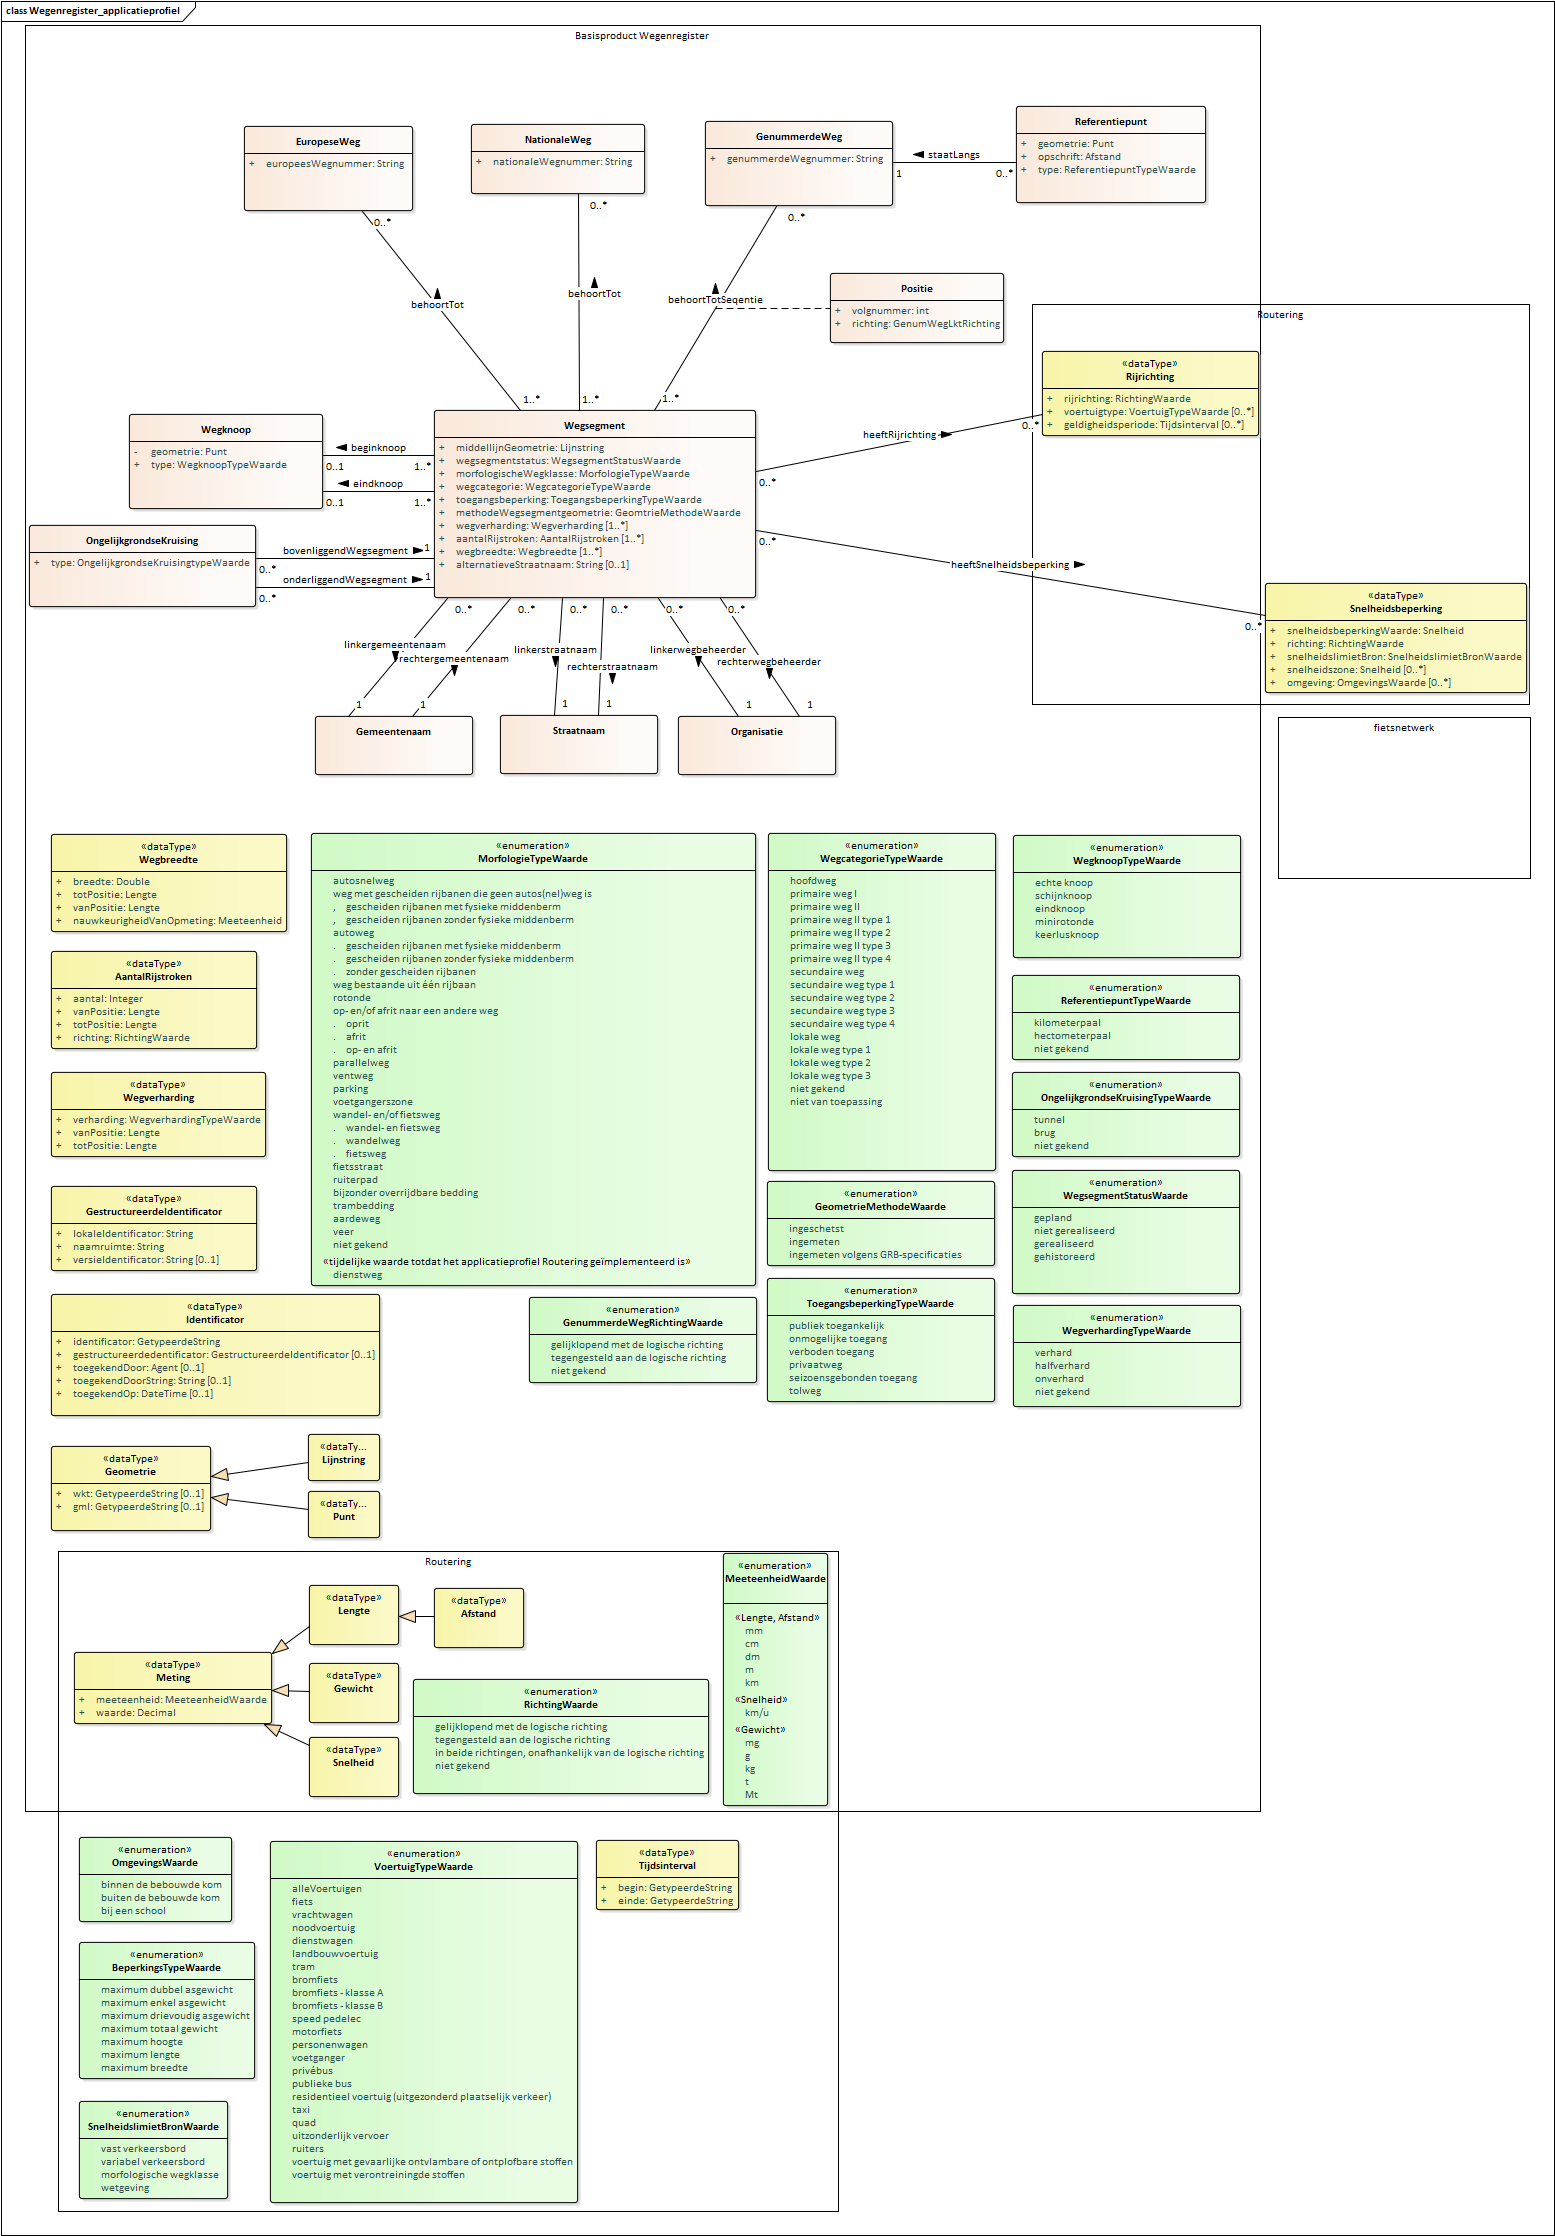 class Wegenregister_applicatieprofiel
Basisproduct Wegenregister
EuropeseWeg
+ europeesWegnummer: String
NationaleWeg
+ nationaleWegnummer: String
GenummerdeWeg
+ genummerdeWegnummer: String
Referentiepunt
+ geometrie: Punt
+ opschrift: Afstand
+ type: ReferentiepuntTypeWaarde
staatLangs
1
0..*
0..*
0..*
0..*
behoortTot
behoortTot
behoortTotSeqentie
Positie
+ volgnummer: int
+ richting: GenumWegLktRichting
Routering
«dataType»
Rijrichting
+ rijrichting: RichtingWaarde
+ voertuigtype: VoertuigTypeWaarde [0..*]
+ geldigheidsperiode: Tijdsinterval [0..*]
1..*
1..*
1..*
Wegknoop
- geometrie: Punt
+ type: WegknoopTypeWaarde
beginknoop
0..1
1..*
eindknoop
0..1
1..*
Wegsegment
+ middellijnGeometrie: Lijnstring
+ wegsegmentstatus: WegsegmentStatusWaarde
+ morfologischeWegklasse: MorfologieTypeWaarde
+ wegcategorie: WegcategorieTypeWaarde
+ toegangsbeperking: ToegangsbeperkingTypeWaarde
+ methodeWegsegmentgeometrie: GeomtrieMethodeWaarde
+ wegverharding: Wegverharding [1..*]
+ aantalRijstroken: AantalRijstroken [1..*]
+ wegbreedte: Wegbreedte [1..*]
+ alternatieveStraatnaam: String [0..1]
heeftRijrichting
0..*
0..*
OngelijkgrondseKruising
+ type: OngelijkgrondseKruisingtypeWaarde
bovenliggendWegsegment
1
0..*
onderliggendWegsegment
1
0..*
0..*
heeftSnelheidsbeperking
0..*
«dataType»
Snelheidsbeperking
+ snelheidsbeperkingWaarde: Snelheid
+ richting: RichtingWaarde
+ snelheidslimietBron: SnelheidslimietBronWaarde
+ snelheidszone: Snelheid [0..*]
+ omgeving: OmgevingsWaarde [0..*]
0..*
0..*
0..*
0..*
0..*
0..*
linkergemeentenaam
rechtergemeentenaam
linkerstraatnaam
rechterstraatnaam
linkerwegbeheerder
rechterwegbeheerder
1
1
1
1
1
1
Gemeentenaam
Straatnaam
Organisatie
fietsnetwerk
«dataType»
Wegbreedte
+ breedte: Double
+ totPositie: Lengte
+ vanPositie: Lengte
+ nauwkeurigheidVanOpmeting: Meeteenheid
«dataType»
AantalRijstroken
+ aantal: Integer
+ vanPositie: Lengte
+ totPositie: Lengte
+ richting: RichtingWaarde
«dataType»
Wegverharding
+ verharding: WegverhardingTypeWaarde
+ vanPositie: Lengte
+ totPositie: Lengte
«dataType»
GestructureerdeIdentificator
+ lokaleIdentificator: String
+ naamruimte: String
+ versieIdentificator: String [0..1]
«dataType»
Identificator
+ identificator: GetypeerdeString
+ gestructureerdedentificator: GestructureerdeIdentificator [0..1]
+ toegekendDoor: Agent [0..1]
+ toegekendDoorString: String [0..1]
+ toegekendOp: DateTime [0..1]
«enumeration»
MorfologieTypeWaarde
autosnelweg
weg met gescheiden rijbanen die geen autos(nel)weg is
, gescheiden rijbanen met fysieke middenberm
, gescheiden rijbanen zonder fysieke middenberm
autoweg
. gescheiden rijbanen met fysieke middenberm
. gescheiden rijbanen zonder fysieke middenberm
. zonder gescheiden rijbanen
weg bestaande uit één rijbaan
rotonde
op- en/of afrit naar een andere weg
. oprit
. afrit
. op- en afrit
parallelweg
ventweg
parking
voetgangerszone
wandel- en/of fietsweg
. wandel- en fietsweg
. wandelweg
. fietsweg
fietsstraat
ruiterpad
bijzonder overrijdbare bedding
trambedding
aardeweg
veer
niet gekend
«tijdelijke waarde totdat het applicatieprofiel Routering geïmplementeerd is»
dienstweg
«enumeration»
WegcategorieTypeWaarde
hoofdweg
primaire weg I
primaire weg II
primaire weg II type 1
primaire weg II type 2
primaire weg II type 3
primaire weg II type 4
secundaire weg
secundaire weg type 1
secundaire weg type 2
secundaire weg type 3
secundaire weg type 4
lokale weg
lokale weg type 1
lokale weg type 2
lokale weg type 3
niet gekend
niet van toepassing
«enumeration»
WegknoopTypeWaarde
echte knoop
schijnknoop
eindknoop
minirotonde
keerlusknoop
«enumeration»
ReferentiepuntTypeWaarde
kilometerpaal
hectometerpaal
niet gekend
«enumeration»
OngelijkgrondseKruisingTypeWaarde
tunnel
brug
niet gekend
«enumeration»
GeometrieMethodeWaarde
ingeschetst
ingemeten
ingemeten volgens GRB-specificaties
«enumeration»
WegsegmentStatusWaarde
gepland
niet gerealiseerd
gerealiseerd
gehistoreerd
«enumeration»
GenummerdeWegRichtingWaarde
gelijklopend met de logische richting
tegengesteld aan de logische richting
niet gekend
«enumeration»
ToegangsbeperkingTypeWaarde
publiek toegankelijk
onmogelijke toegang
verboden toegang
privaatweg
seizoensgebonden toegang
tolweg
«enumeration»
WegverhardingTypeWaarde
verhard
halfverhard
onverhard
niet gekend
«dataType»
Geometrie
+ wkt: GetypeerdeString [0..1]
+ gml: GetypeerdeString [0..1]
«dataTy...
Lijnstring
«dataTy...
Punt
Routering
«dataType»
Lengte
«dataType»
Afstand
«dataType»
Meting
+ meeteenheid: MeeteenheidWaarde
+ waarde: Decimal
«dataType»
Gewicht
«dataType»
Snelheid
«enumeration»
RichtingWaarde
gelijklopend met de logische richting
tegengesteld aan de logische richting
in beide richtingen, onafhankelijk van de logische richting
niet gekend
«enumeration»
MeeteenheidWaarde
«Lengte, Afstand»
mm
cm
dm
m
km
«Snelheid»
km/u
«Gewicht»
mg
g
kg
t
Mt
«enumeration»
OmgevingsWaarde
binnen de bebouwde kom
buiten de bebouwde kom
bij een school
«enumeration»
BeperkingsTypeWaarde
maximum dubbel asgewicht
maximum enkel asgewicht
maximum drievoudig asgewicht
maximum totaal gewicht
maximum hoogte
maximum lengte
maximum breedte
«enumeration»
SnelheidslimietBronWaarde
vast verkeersbord
variabel verkeersbord
morfologische wegklasse
wetgeving
«enumeration»
VoertuigTypeWaarde
alleVoertuigen
fiets
vrachtwagen
noodvoertuig
dienstwagen
landbouwvoertuig
tram
bromfiets
bromfiets - klasse A
bromfiets - klasse B
speed pedelec
motorfiets
personenwagen
voetganger
privébus
publieke bus
residentieel voertuig (uitgezonderd plaatselijk verkeer)
taxi
quad
uitzonderlijk vervoer
ruiters
voertuig met gevaarlijke ontvlambare of ontplofbare stoffen
voertuig met verontreiningde stoffen
«dataType»
Tijdsinterval
+ begin: GetypeerdeString
+ einde: GetypeerdeString